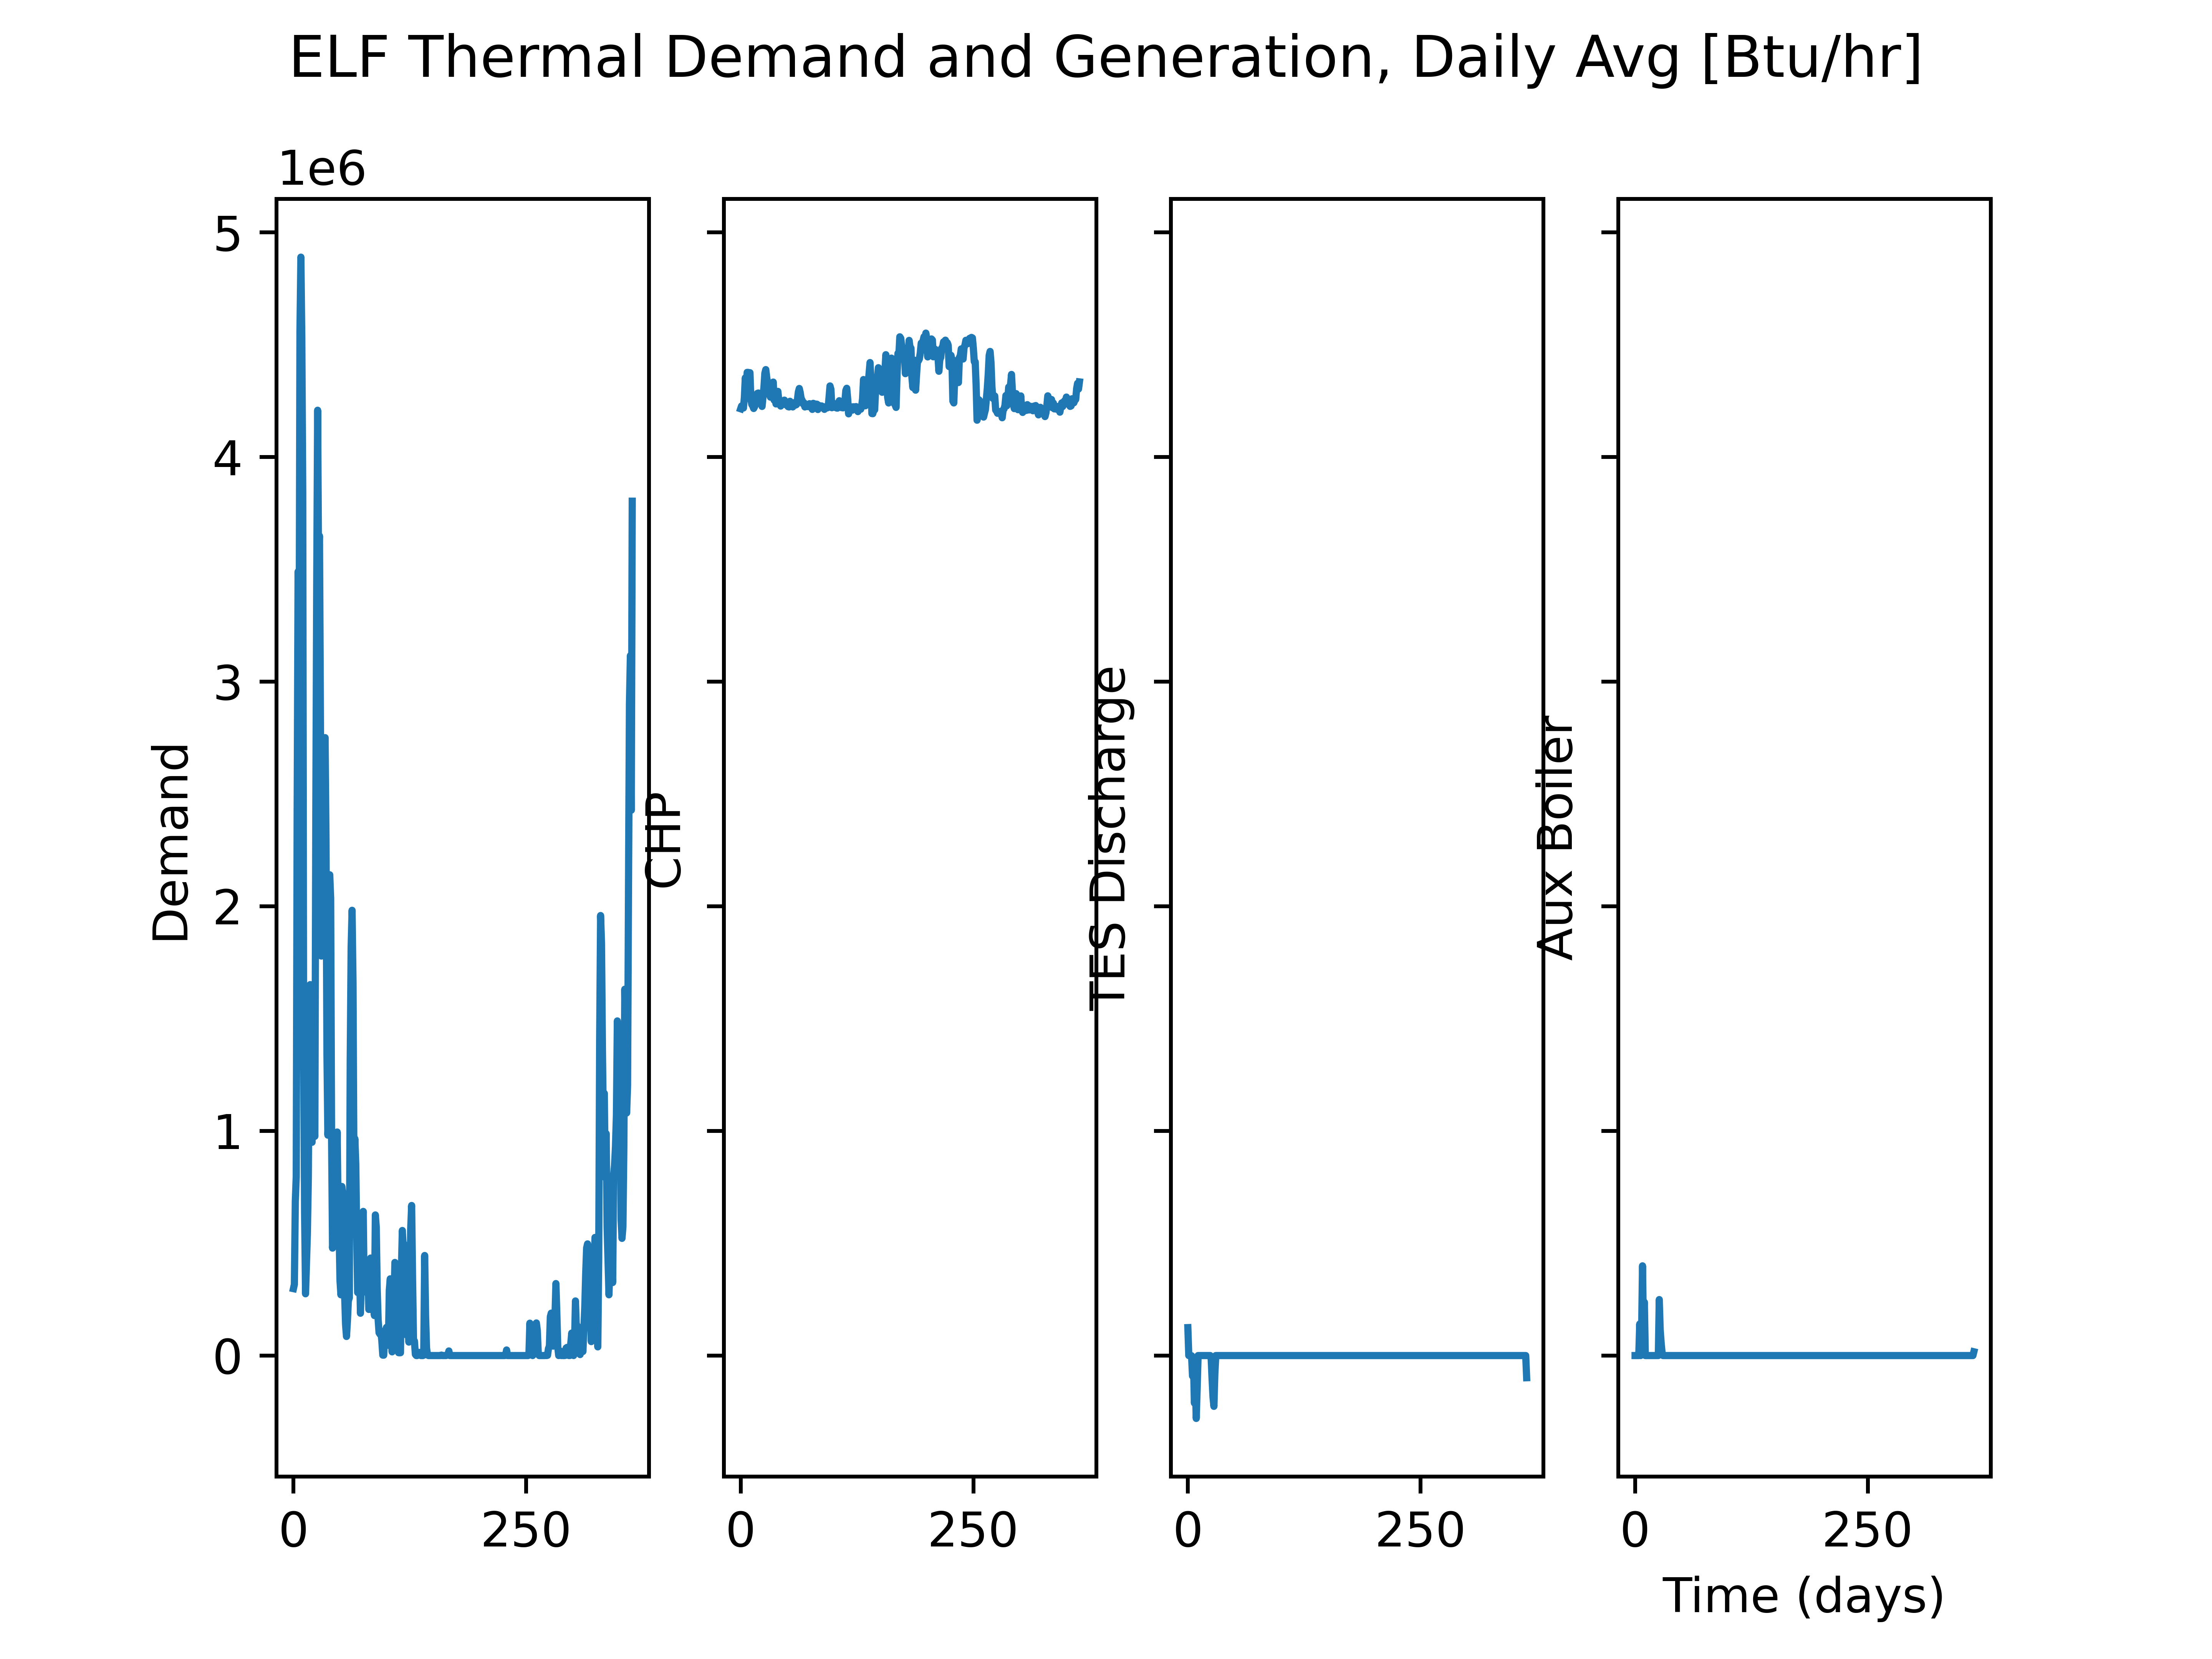 ELF Thermal Demand and Generation, Daily Avg [Btu/hr]
1e6
5
4
3
2
1
0
Demand
CHP
TES Discharge
Aux Boiler
0 250 0 250 0 250 0 250
Time (days)